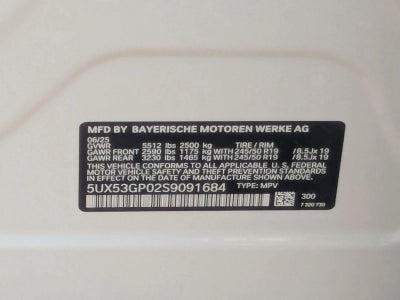 MFD BY BAYERISCHE MOTOREN WERKE AG
06/25
GVWR 5512 lbs 2500 kg TIRE / RIM
GAWR FRONT 2590 lbs 1175 kg WITH 245/50 R19 / 8.5Jx 19
GAWR REAR 3230 lbs 1465 kg WITH 245/50 R19 / 8.5Jx 19
THIS VEHICLE CONFORMS TO ALL APPLICABLE U.S. FEDERAL
MOTOR VEHICLE SAFETY AND THEFT PREVENTION STANDARDS
IN EFFECT ON THE DATE OF MANUFACTURE SHOWN ABOVE.
5UX53GP02S9091684 TYPE: MPV 300